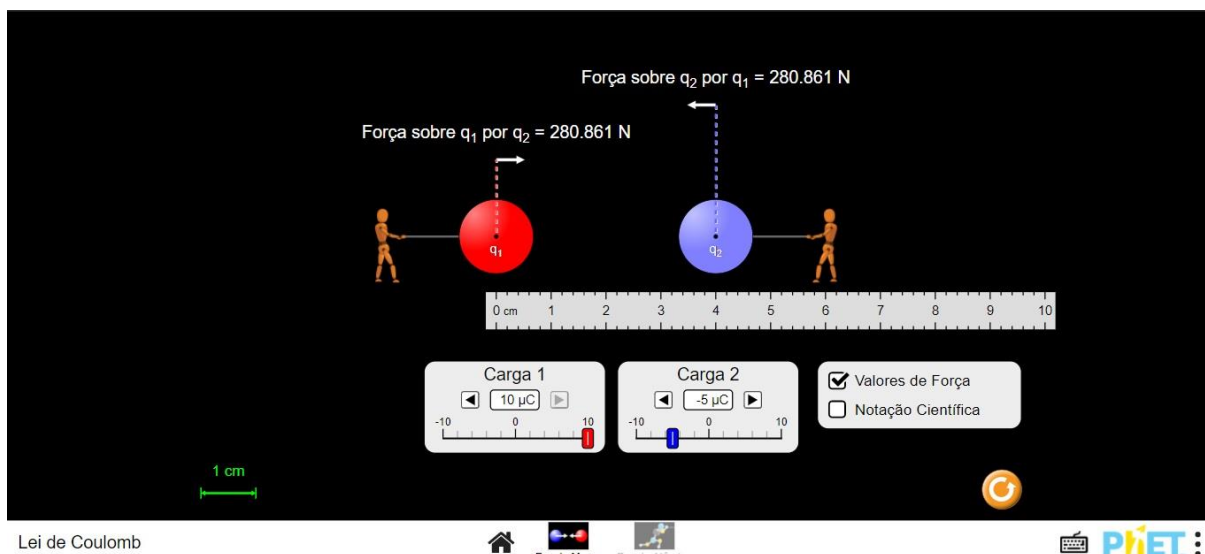 Força sobre q₂ por q₁ = 280.861 N
Força sobre q₁ por q₂ = 280.861 N
q₁
q₂
0 cm 1 2 3 4 5 6 7 8 9 10
Carga 1
10 μC
-10 0 10
Carga 2
-5 μC
-10 0 10
Valores de Força
Notação Científica
1 cm
Lei de Coulomb
PhET